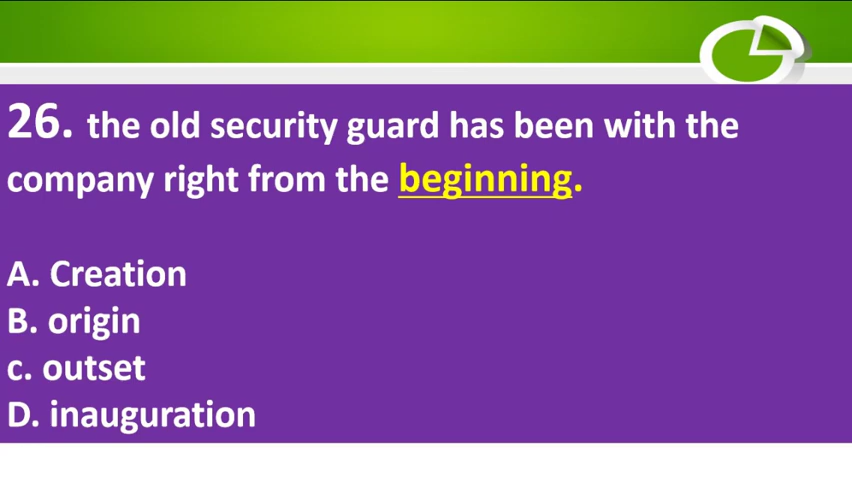 26. the old security guard has been with the
company right from the beginning.
A. Creation
B. origin
c. outset
D. inauguration